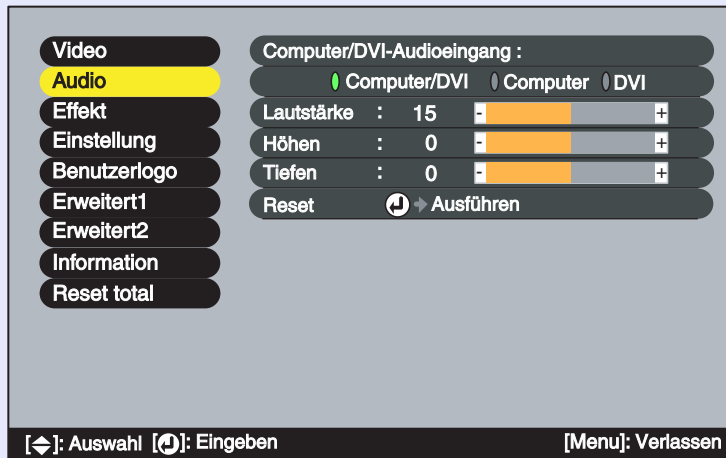 Video
Audio
Effekt
Einstellung
Benutzerlogo
Erweitert1
Erweitert2
Information
Reset total
Computer/DVI-Audioeingang :
Computer/DVI Computer DVI
Lautstärke : 15 - +
Höhen : 0 - +
Tiefen : 0 - +
Reset Ausführen
[ ]: Auswahl [ ]: Eingeben [Menu]: Verlassen